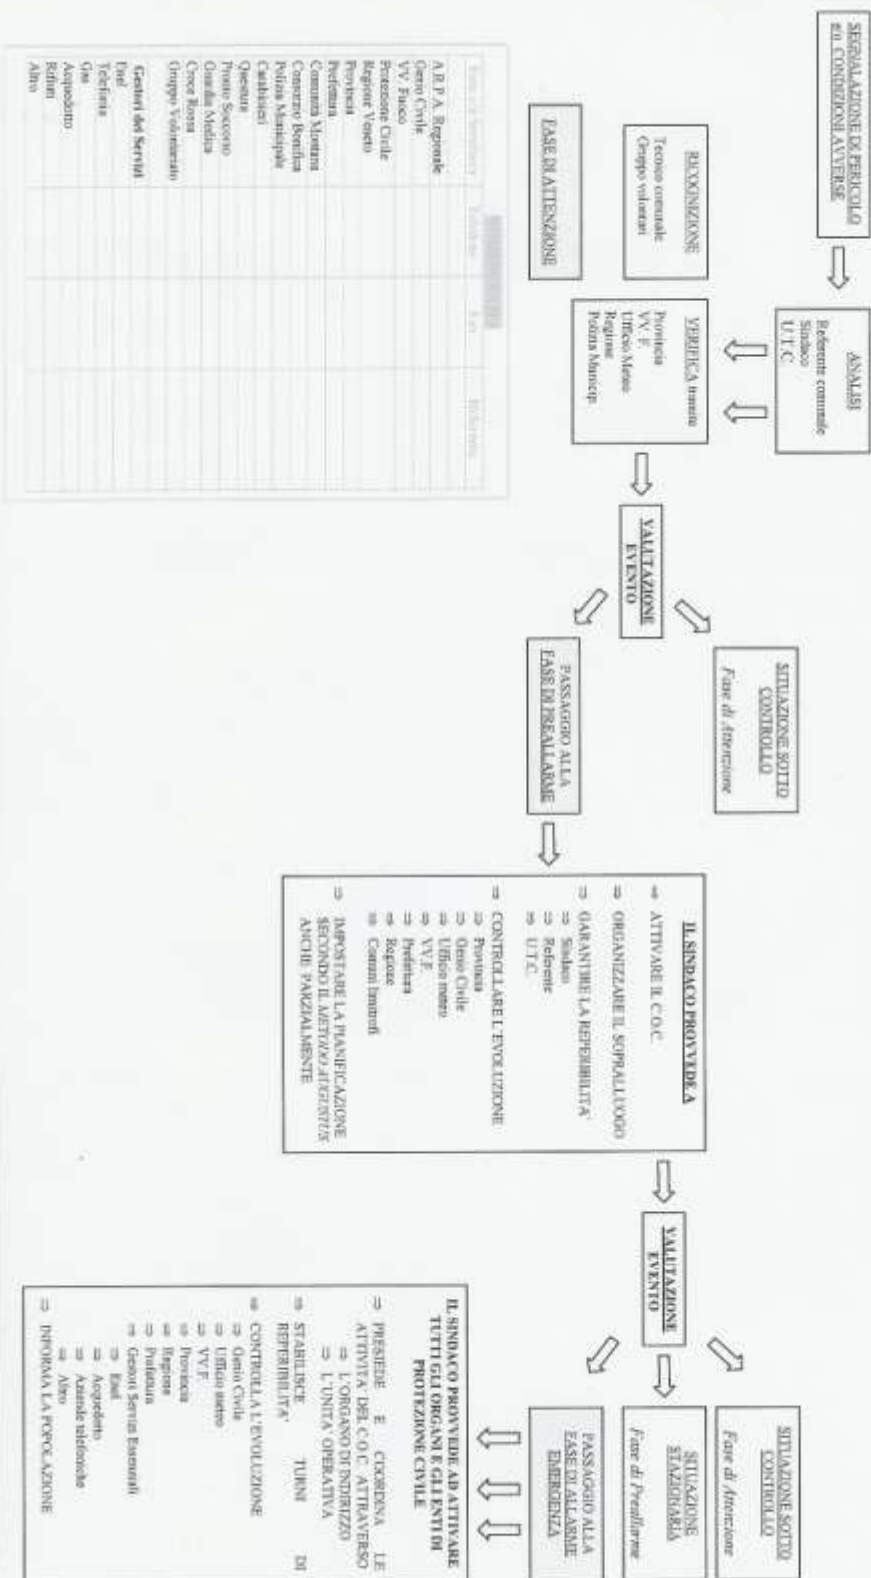 SEGNALAZIONE DI PERICOLO
e/o CONDIZIONI AVVERSE
ANALISI
Referente comunale
Sindaco
U.T.C.
RICOGNIZIONE
Tecnico comunale
Gruppo volontari
VERIFICA tramite
Provincia
VV. F.
Ufficio Meteo
Regione
Polizia Municip.
FASE DI ATTENZIONE
VALUTAZIONE
EVENTO
SITUAZIONE SOTTO
CONTROLLO
Fase di Attenzione
PASSAGGIO ALLA
FASE DI PREALLARME
IL SINDACO PROVVEDE A
⇒ ATTIVARE IL C.O.C.
⇒ ORGANIZZARE IL SOPRALLUOGO
⇒ GARANTIRE LA REPERIBILITA'
⇒ Sindaco
⇒ Referente
⇒ U.T.C.
⇒ CONTROLLARE L'EVOLUZIONE
⇒ Provincia
⇒ Genio Civile
⇒ Ufficio meteo
⇒ VV.F.
⇒ Prefettura
⇒ Regione
⇒ Comuni limitrofi
⇒ IMPOSTARE LA PIANIFICAZIONE
SECONDO IL METODO AUGUSTUS
ANCHE PARZIALMENTE
VALUTAZIONE
EVENTO
SITUAZIONE SOTTO
CONTROLLO
Fase di Attenzione
SITUAZIONE
STAZIONARIA
Fase di Preallarme
PASSAGGIO ALLA
FASE DI ALLARME
EMERGENZA
IL SINDACO PROVVEDE AD ATTIVARE
TUTTI GLI ORGANI E GLI ENTI DI
PROTEZIONE CIVILE
⇒ PRESIEDE E COORDINA LE
ATTIVITA' DEL C.O.C. ATTRAVERSO
⇒ L'ORGANO DI INDIRIZZO
⇒ L'UNITA' OPERATIVA
⇒ STABILISCE TURNI DI
REPERIBILITA'
⇒ CONTROLLA L'EVOLUZIONE
⇒ Genio Civile
⇒ Ufficio meteo
⇒ VV.F.
⇒ Provincia
⇒ Regione
⇒ Prefettura
⇒ Gestori Servizi Essenziali
⇒ Enel
⇒ Acquedotto
⇒ Aziende telefoniche
⇒ Altro
⇒ INFORMA LA POPOLAZIONE
Telefono
Fax
A.R.P.A. Regionale
Genio Civile
VV. Fuoco
Protezione Civile
Regione Veneto
Provincia
Prefettura
Comunità Montana
Consorzio Bonifica
Polizia Municipale
Carabinieri
Questura
Pronto Soccorso
Guardia Medica
Croce Rossa
Gruppo Volontariato
Gestori dei Servizi
Enel
Telefonia
Gas
Acquedotto
Rifiuti
Altro